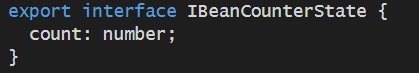 export interface IBeanCounterState {
  count: number;
}